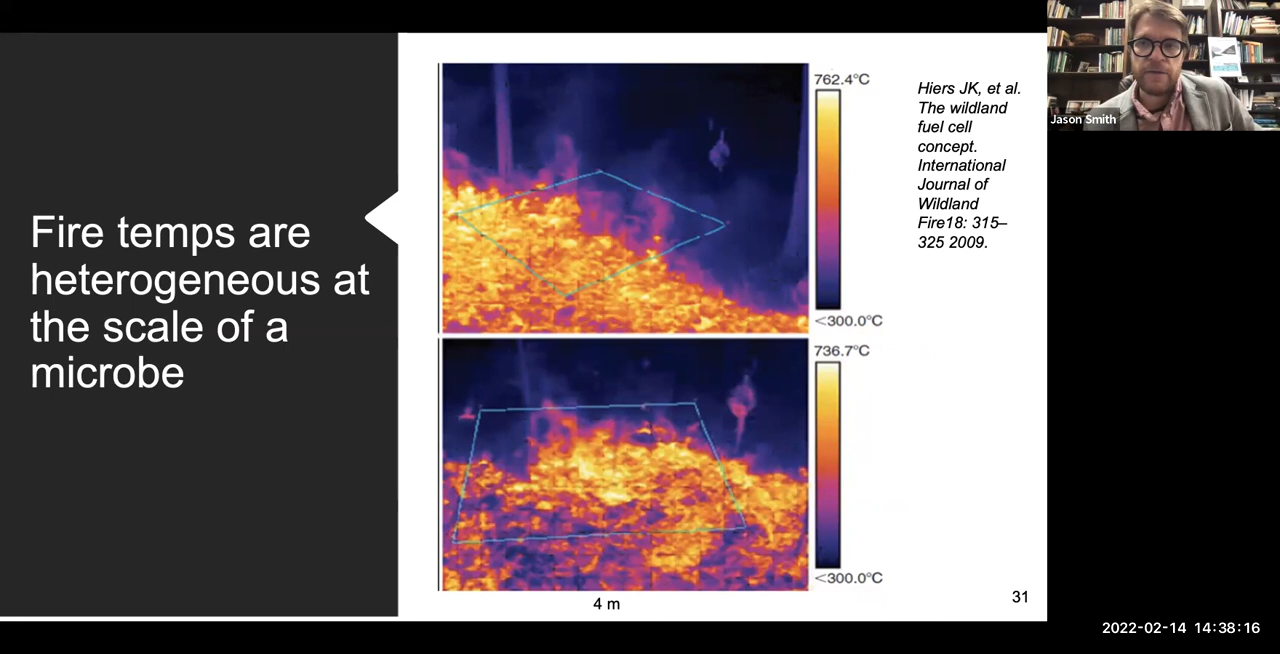 Fire temps are
heterogeneous at
the scale of a
microbe
762.4°C
<300.0°C
736.7°C
<300.0°C
4 m
Hiers JK, et al.
The wildland
fuel cell
concept.
International
Journal of
Wildland
Fire18: 315–
325 2009.
31
Jason Smith
2022-02-14 14:38:16